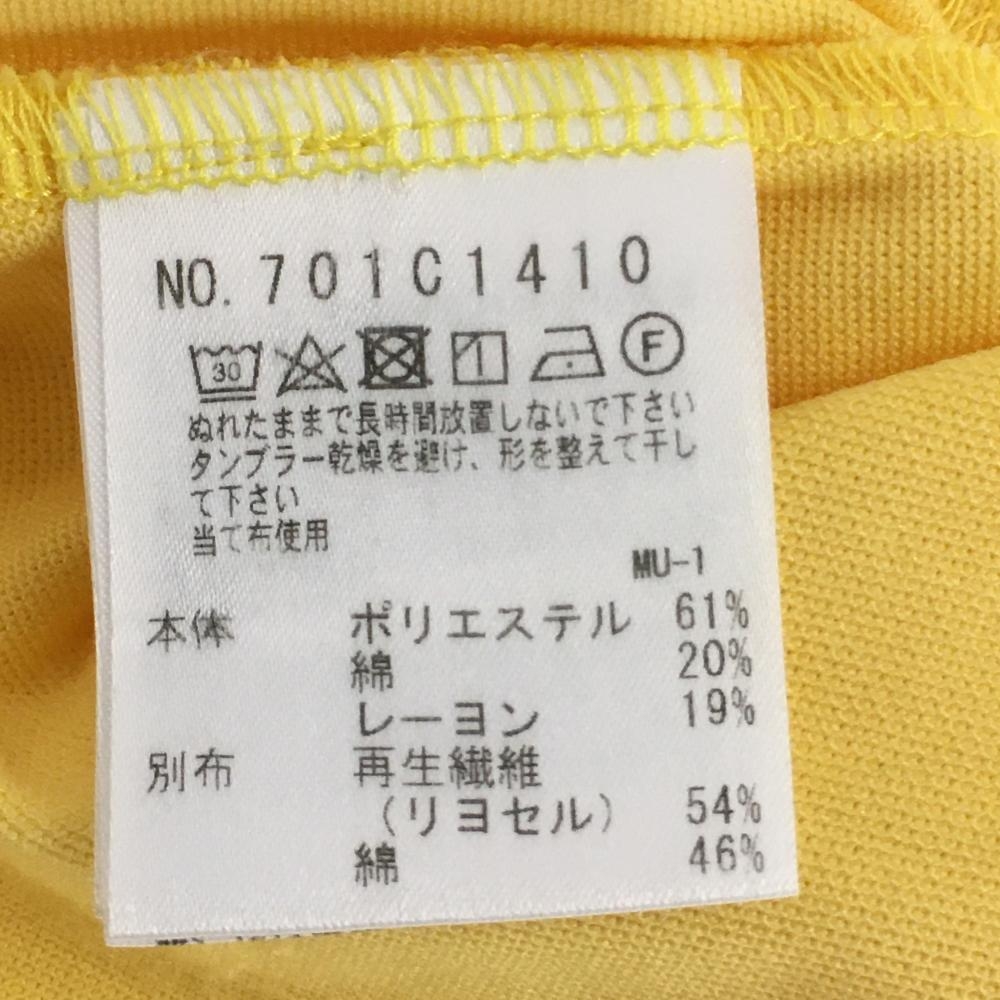 NO. 701C1410
30 F
ぬれたままで長時間放置しないで下さい
タンブラー乾燥を避け、形を整えて干し
て下さい
当て布使用
MU-1
本体 ポリエステル 61%
綿 20%
レーヨン 19%
別布 再生繊維
(リヨセル) 54%
綿 46%